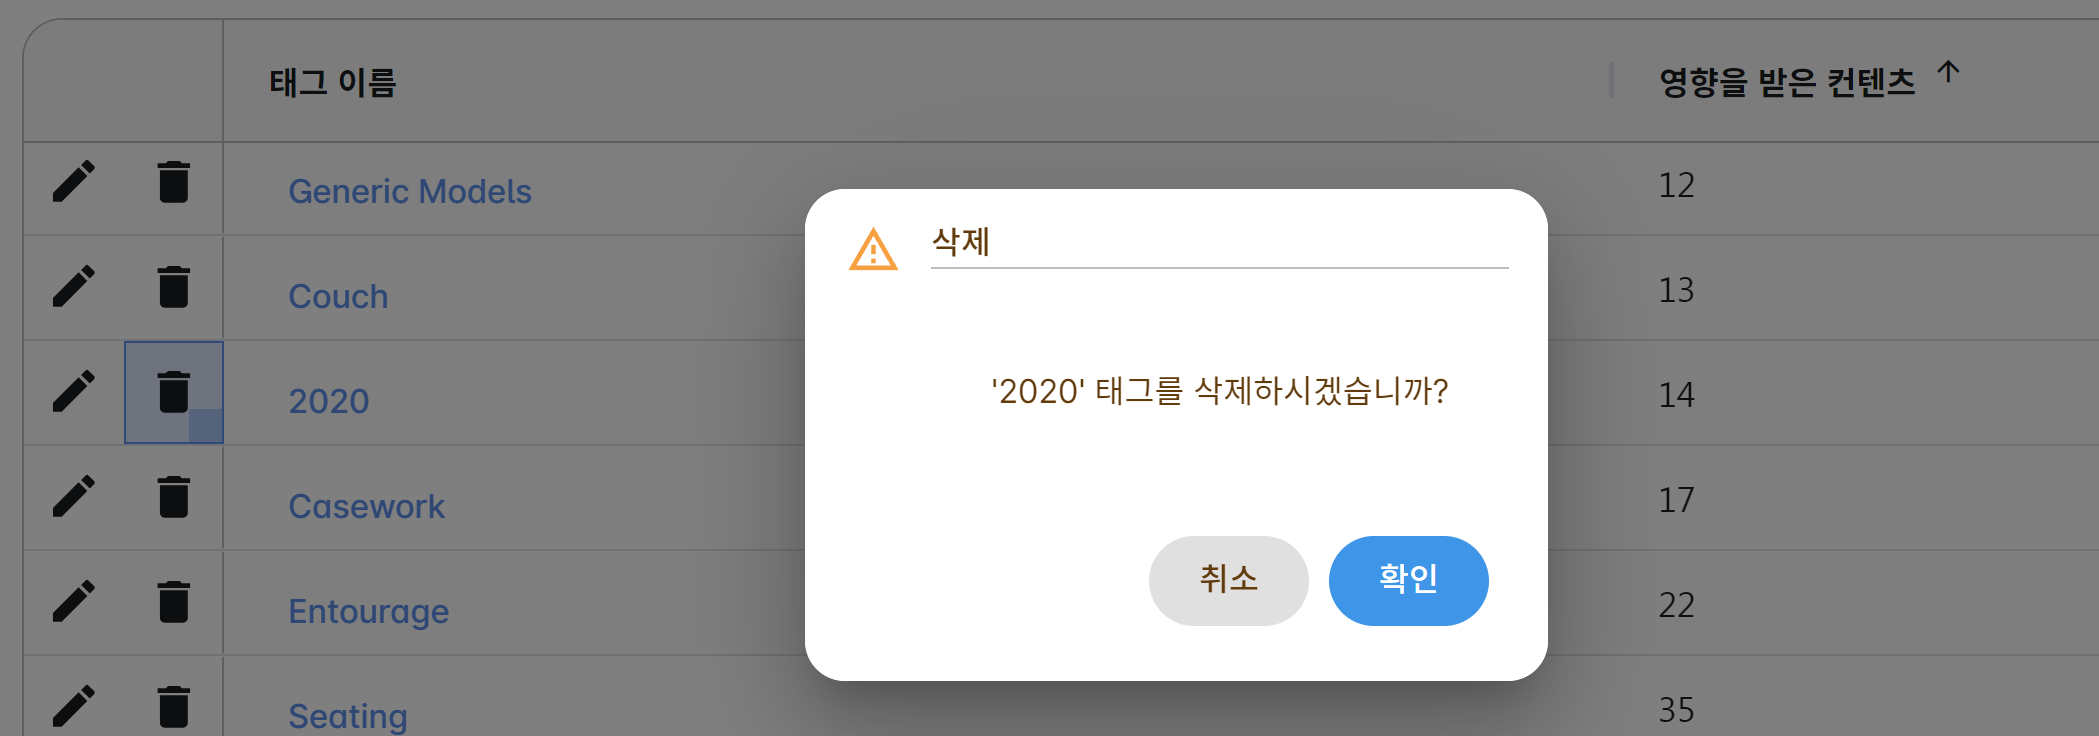 태그 이름
영향을 받은 컨텐츠
Generic Models
12
Couch
13
2020
14
Casework
17
Entourage
22
Seating
35
삭제
'2020' 태그를 삭제하시겠습니까?
취소
확인